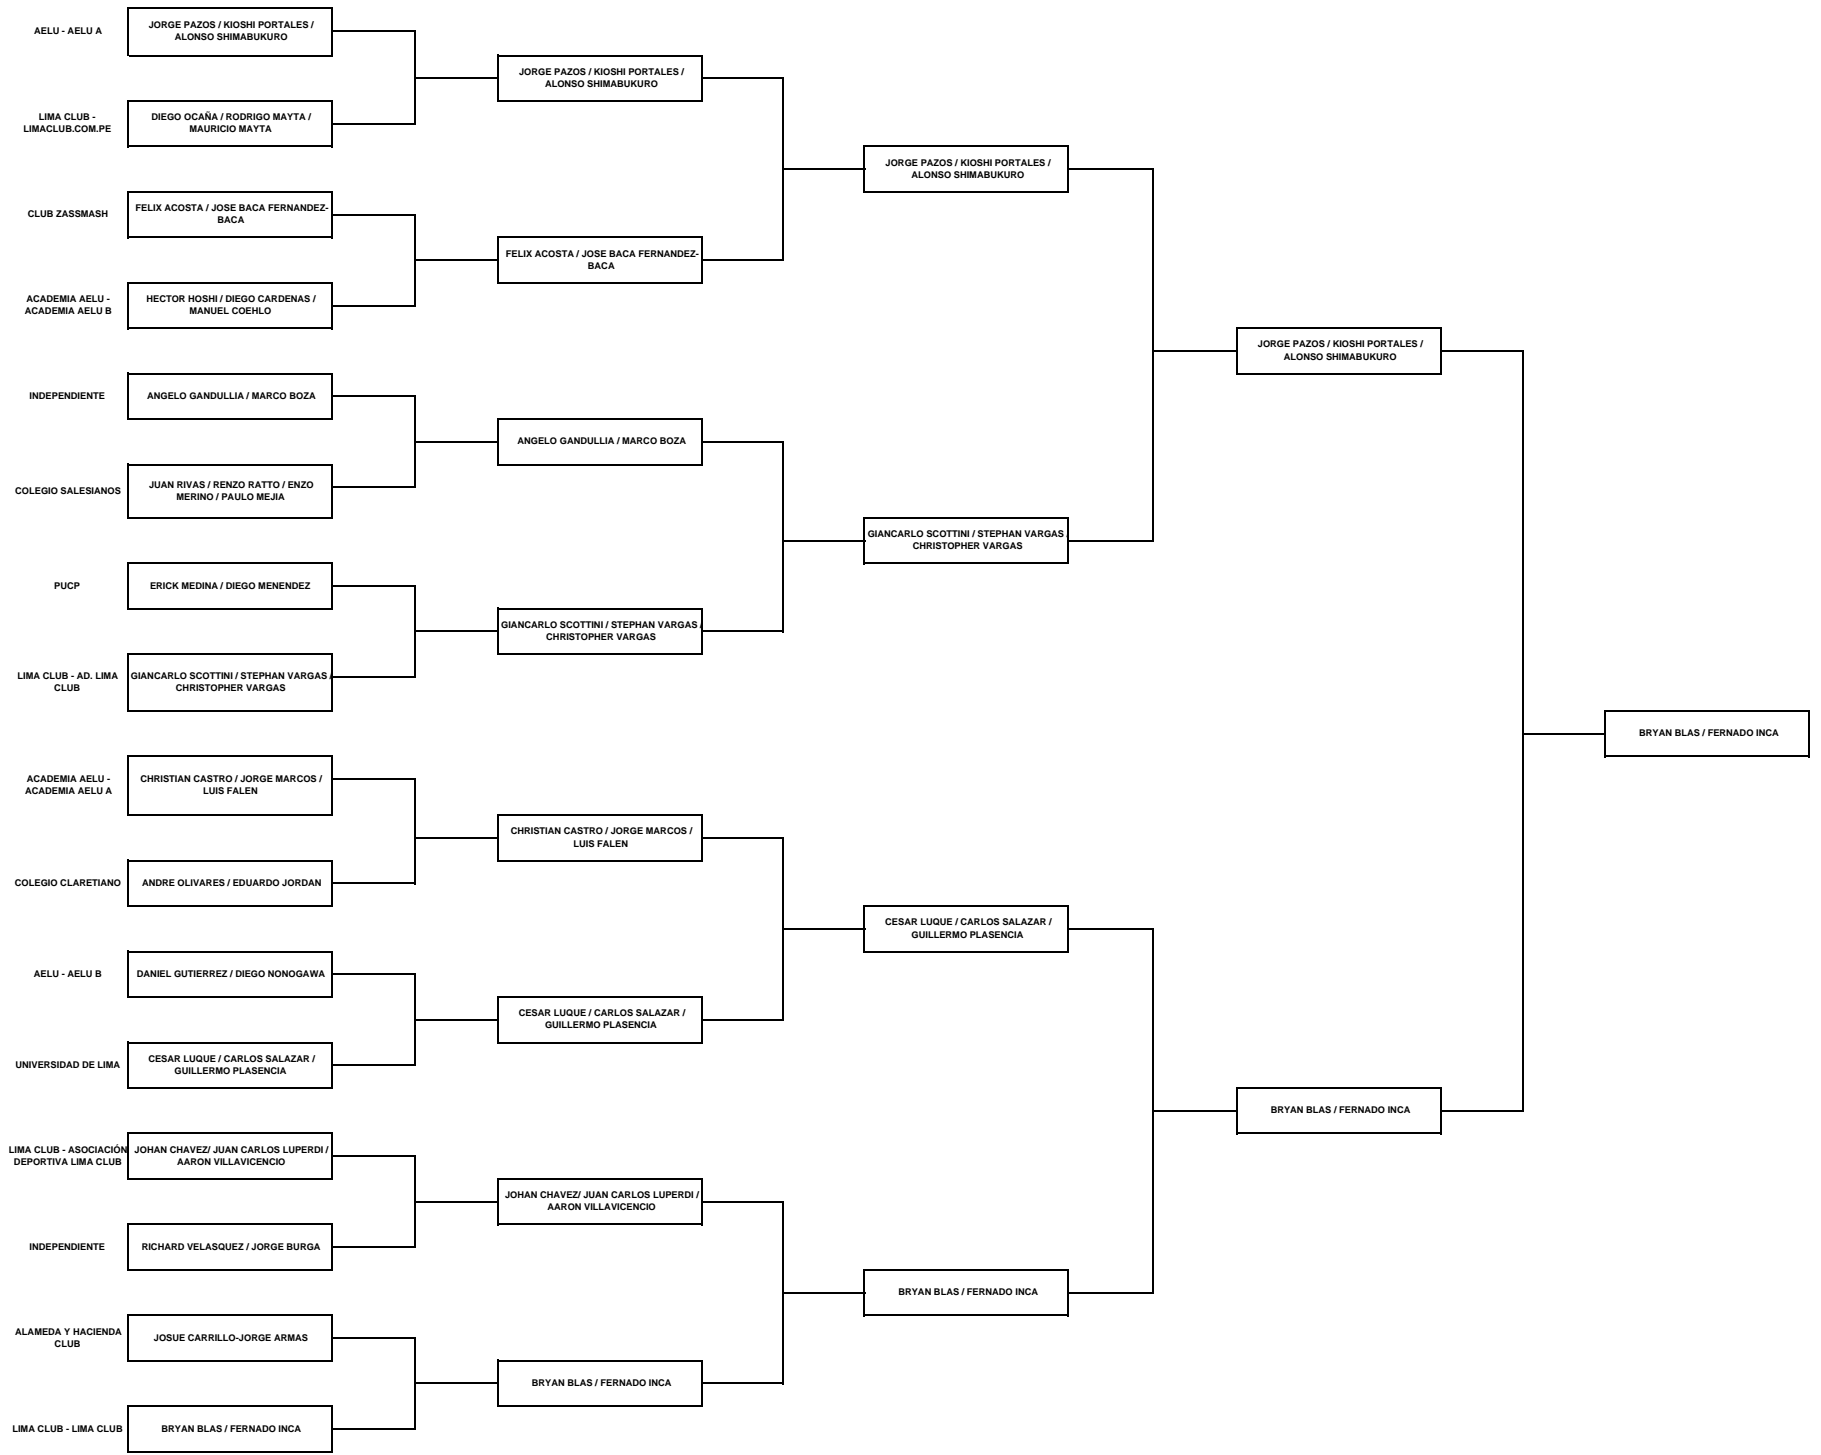 AELU - AELU A
JORGE PAZOS / KIOSHI PORTALES /
ALONSO SHIMABUKURO
LIMA CLUB -
LIMACLUB.COM.PE
DIEGO OCAÑA / RODRIGO MAYTA /
MAURICIO MAYTA
CLUB ZASSMASH
FELIX ACOSTA / JOSE BACA FERNANDEZ-
BACA
ACADEMIA AELU -
ACADEMIA AELU B
HECTOR HOSHI / DIEGO CARDENAS /
MANUEL COEHLO
INDEPENDIENTE
ANGELO GANDULLIA / MARCO BOZA
COLEGIO SALESIANOS
JUAN RIVAS / RENZO RATTO / ENZO
MERINO / PAULO MEJIA
PUCP
ERICK MEDINA / DIEGO MENENDEZ
LIMA CLUB - AD. LIMA
CLUB
GIANCARLO SCOTTINI / STEPHAN VARGAS /
CHRISTOPHER VARGAS
ACADEMIA AELU -
ACADEMIA AELU A
CHRISTIAN CASTRO / JORGE MARCOS /
LUIS FALEN
COLEGIO CLARETIANO
ANDRE OLIVARES / EDUARDO JORDAN
AELU - AELU B
DANIEL GUTIERREZ / DIEGO NONOGAWA
UNIVERSIDAD DE LIMA
CESAR LUQUE / CARLOS SALAZAR /
GUILLERMO PLASENCIA
LIMA CLUB - ASOCIACIÓN
DEPORTIVA LIMA CLUB
JOHAN CHAVEZ/ JUAN CARLOS LUPERDI /
AARON VILLAVICENCIO
INDEPENDIENTE
RICHARD VELASQUEZ / JORGE BURGA
ALAMEDA Y HACIENDA
CLUB
JOSUE CARRILLO-JORGE ARMAS
LIMA CLUB - LIMA CLUB
BRYAN BLAS / FERNADO INCA
JORGE PAZOS / KIOSHI PORTALES /
ALONSO SHIMABUKURO
FELIX ACOSTA / JOSE BACA FERNANDEZ-
BACA
ANGELO GANDULLIA / MARCO BOZA
GIANCARLO SCOTTINI / STEPHAN VARGAS /
CHRISTOPHER VARGAS
CHRISTIAN CASTRO / JORGE MARCOS /
LUIS FALEN
CESAR LUQUE / CARLOS SALAZAR /
GUILLERMO PLASENCIA
JOHAN CHAVEZ/ JUAN CARLOS LUPERDI /
AARON VILLAVICENCIO
BRYAN BLAS / FERNADO INCA
JORGE PAZOS / KIOSHI PORTALES /
ALONSO SHIMABUKURO
GIANCARLO SCOTTINI / STEPHAN VARGAS /
CHRISTOPHER VARGAS
CESAR LUQUE / CARLOS SALAZAR /
GUILLERMO PLASENCIA
BRYAN BLAS / FERNADO INCA
JORGE PAZOS / KIOSHI PORTALES /
ALONSO SHIMABUKURO
BRYAN BLAS / FERNADO INCA
BRYAN BLAS / FERNADO INCA